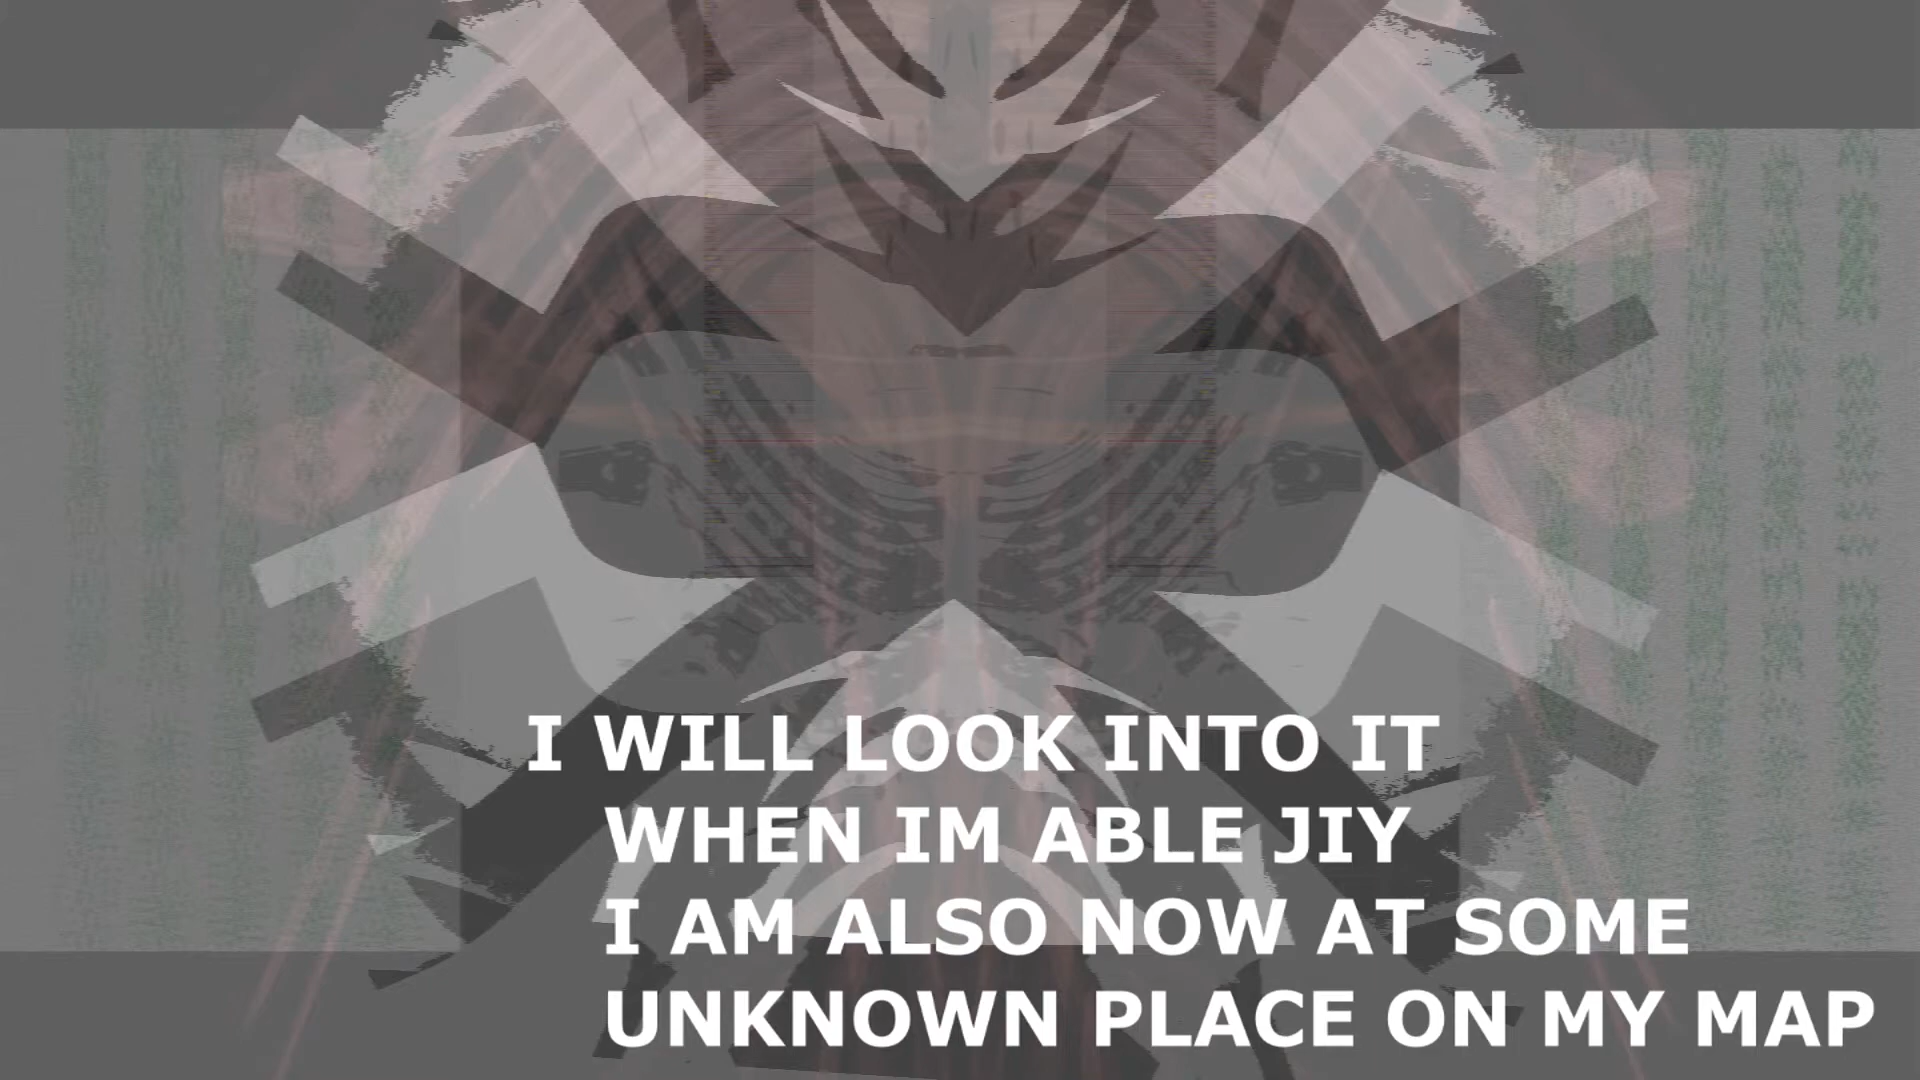 I WILL LOOK INTO IT
WHEN IM ABLE JIY
I AM ALSO NOW AT SOME
UNKNOWN PLACE ON MY MAP